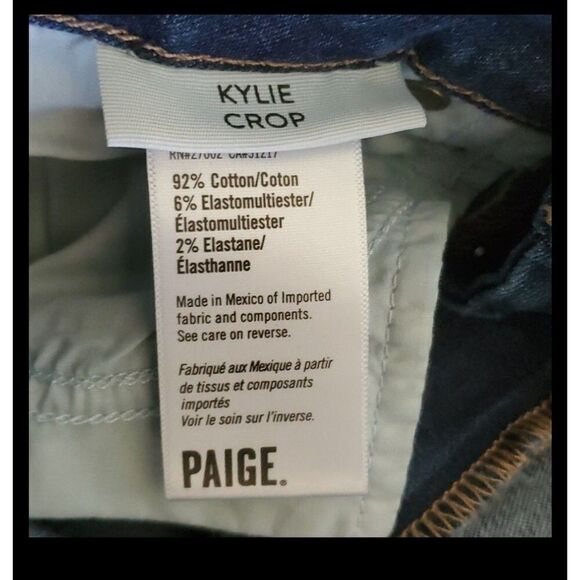 KYLIE
CROP
92% Cotton/Coton
6% Elastomultiester/
Élastomultiester
2% Elastane/
Élasthanne
Made in Mexico of Imported
fabric and components.
See care on reverse.
Fabriqué aux Mexique à partir
de tissus et composants
importés
Voir le soin sur l'inverse.
PAIGE.